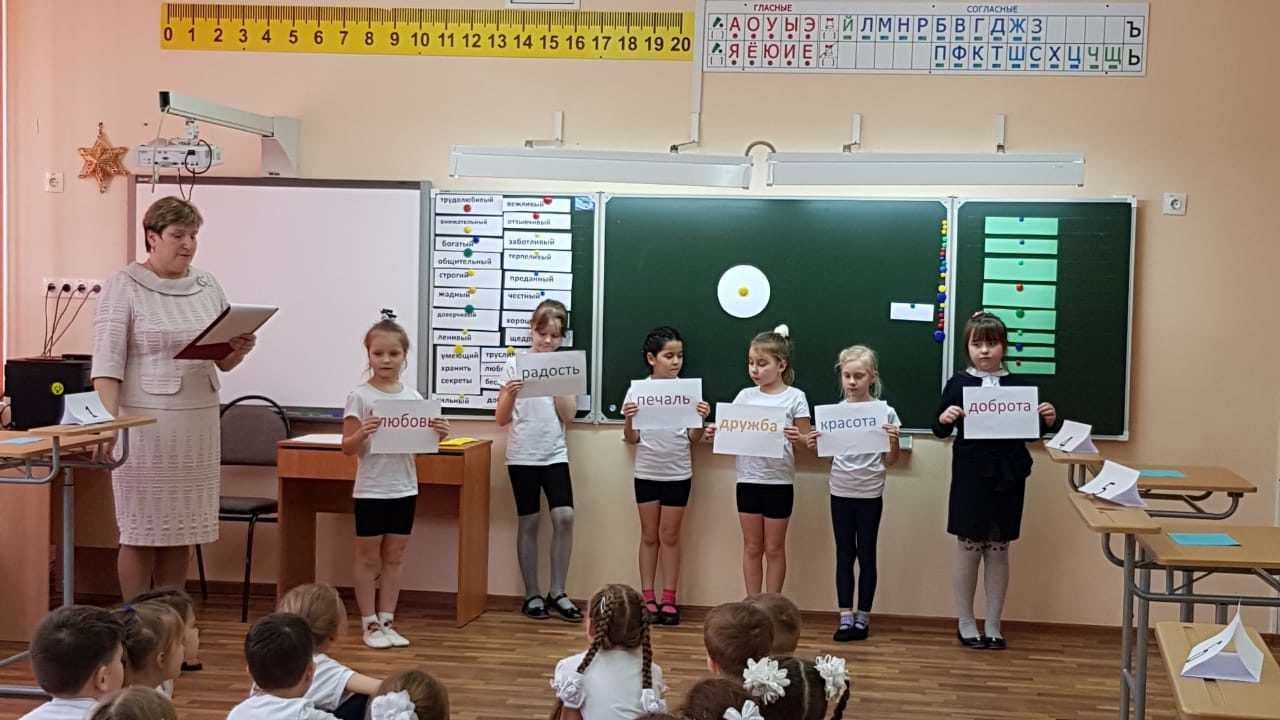 0 1 2 3 4 5 6 7 8 9 10 11 12 13 14 15 16 17 18 19 20
ГЛАСНЫЕ СОГЛАСНЫЕ
А О У Ы Э Й Л М Н Р Б В Г Д Ж З Ъ
Я Ё Ю И Е П Ф К Т Ш С Х Ц Ч Щ Ь
трудолюбивый
внимательный
богатый
общительный
строгий
жадный
доверчивый
ленивый
умеющий
хранить
секреты
вежливый
отзывчивый
заботливый
терпеливый
преданный
честный
любовь
радость
печаль
дружба
красота
доброта
1
5